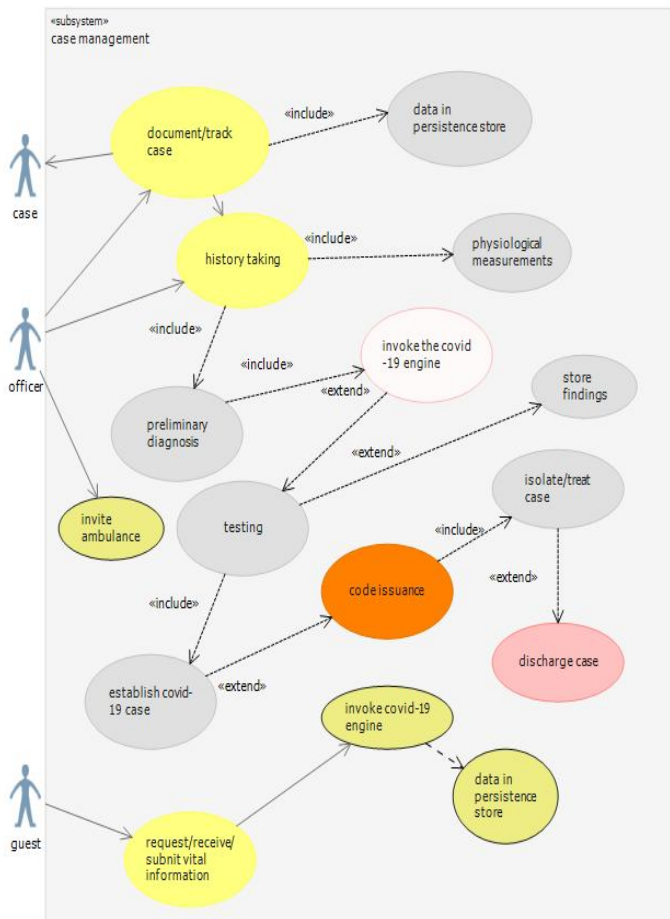 «subsystem»
case management
«include»
data in
persistence store
document/track
case
case
«include»
history taking
physiological
measurements
«include»
invoke the covid
-19 engine
«include»
officer
«extend»
store
findings
preliminary
diagnosis
«extend»
isolate/treat
case
invite
ambulance
testing
«include»
code issuance
«extend»
«include»
discharge case
establish covid-
19 case
«extend»
invoke covid-19
engine
data in
persistence
store
guest
request/receive/
subnit vital
information